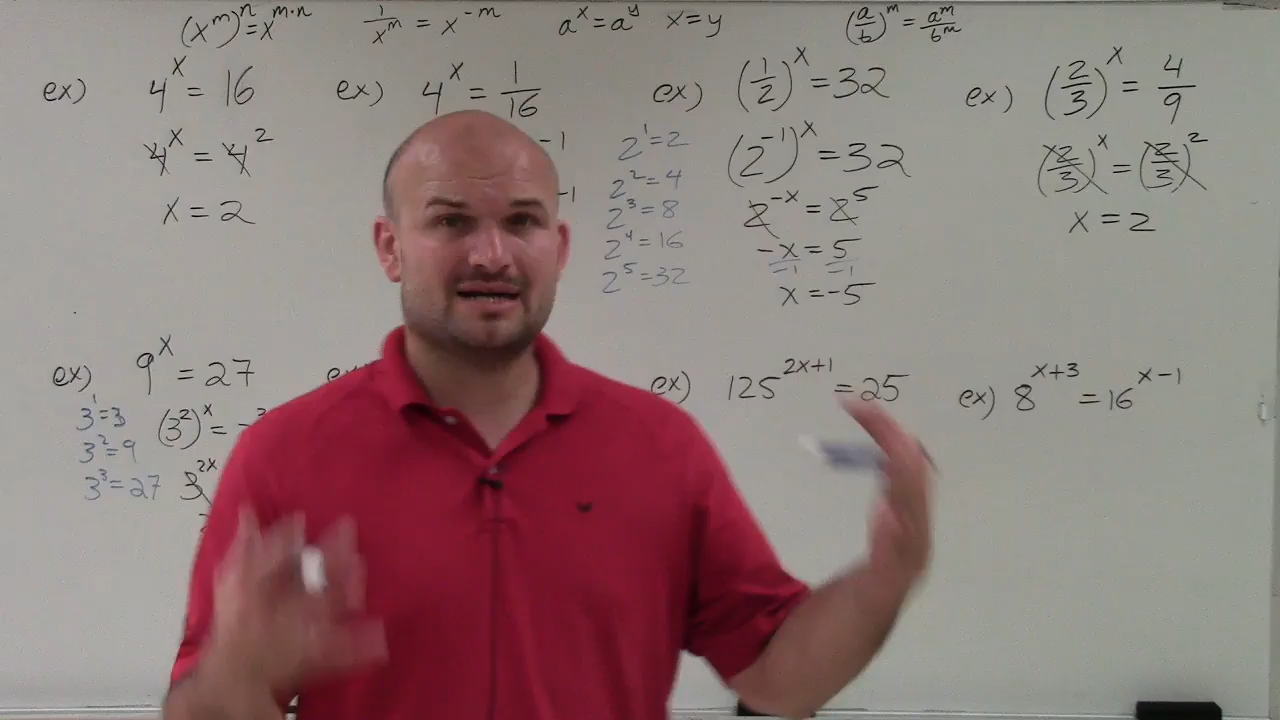 (x^m)^n = x^{m·n}   1/x^m = x^{-m}   a^x = a^y   x = y   (a/b)^m = a^m/b^m
ex) 4^x = 16
4^x = 4^2
x = 2
ex) 4^x = 1/16
-1
-1
ex) (1/2)^x = 32
(2^{-1})^x = 32
2^{-x} = 2^5
-x = 5
-1 -1
x = -5
2^1 = 2
2^2 = 4
2^3 = 8
2^4 = 16
2^5 = 32
ex) (2/3)^x = 4/9
(2/3)^x = (2/3)^2
x = 2
ex) 9^x = 27
3^1 = 3
3^2 = 9
3^3 = 27
(3^2)^x =
3^{2x}
ex) 125^{2x+1} = 25
ex) 8^{x+3} = 16^{x-1}